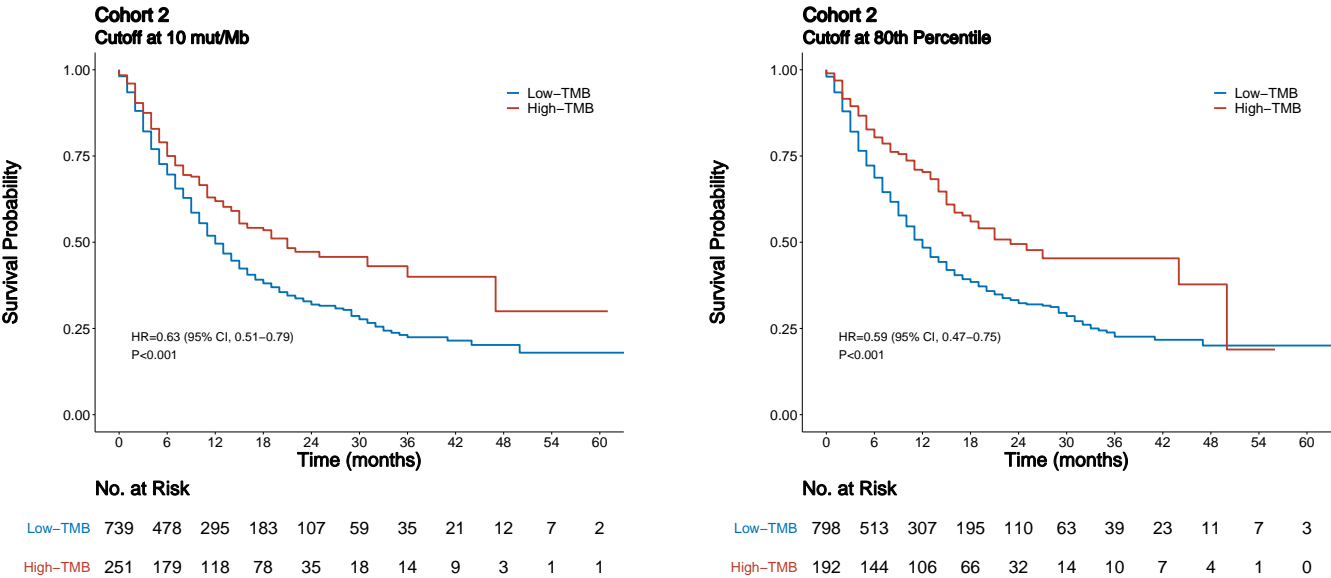 Cohort 2
Cutoff at 10 mut/Mb
1.00
0.75
0.50
0.25
0.00
Survival Probability
Low−TMB
High−TMB
HR=0.63 (95% CI, 0.51−0.79)
P<0.001
0 6 12 18 24 30 36 42 48 54 60
Time (months)
No. at Risk
Low−TMB 739 478 295 183 107 59 35 21 12 7 2
High−TMB 251 179 118 78 35 18 14 9 3 1 1
Cohort 2
Cutoff at 80th Percentile
1.00
0.75
0.50
0.25
0.00
Survival Probability
Low−TMB
High−TMB
HR=0.59 (95% CI, 0.47−0.75)
P<0.001
0 6 12 18 24 30 36 42 48 54 60
Time (months)
No. at Risk
Low−TMB 798 513 307 195 110 63 39 23 11 7 3
High−TMB 192 144 106 66 32 14 10 7 4 1 0